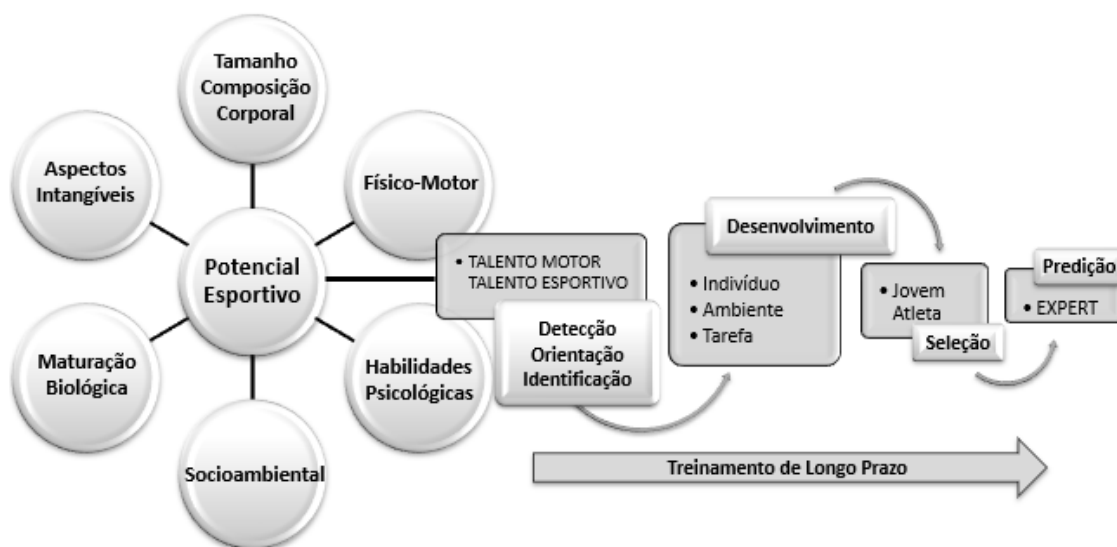 Tamanho
Composição
Corporal
Aspectos
Intangíveis
Físico-Motor
Potencial
Esportivo
Maturação
Biológica
Habilidades
Psicológicas
Socioambiental
• TALENTO MOTOR
TALENTO ESPORTIVO
Detecção
Orientação
Identificação
Desenvolvimento
• Indivíduo
• Ambiente
• Tarefa
• Jovem
Atleta
Seleção
Predição
• EXPERT
Treinamento de Longo Prazo